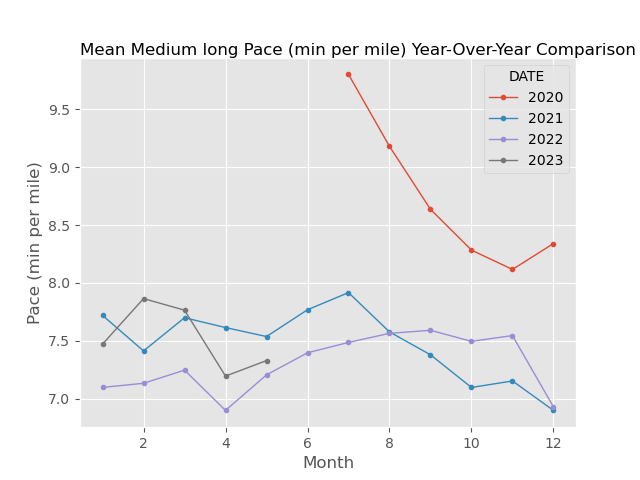 Mean Medium long Pace (min per mile) Year-Over-Year Comparison
DATE
2020
2021
2022
2023
9.5
9.0
8.5
8.0
7.5
7.0
Pace (min per mile)
2 4 6 8 10 12
Month